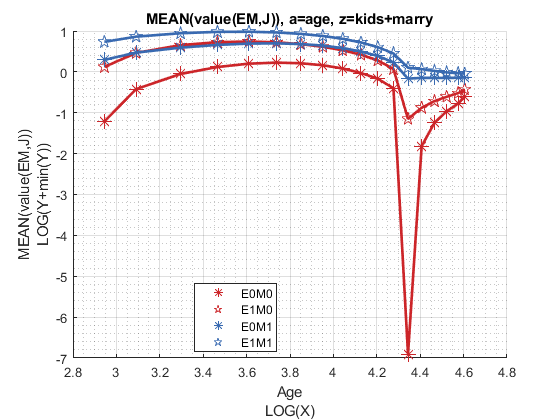 MEAN(value(EM,J)), a=age, z=kids+marry
MEAN(value(EM,J))
LOG(Y+min(Y))
1
0
-1
-2
-3
-4
-5
-6
-7
E0M0
E1M0
E0M1
E1M1
2.8 3 3.2 3.4 3.6 3.8 4 4.2 4.4 4.6 4.8
Age
LOG(X)